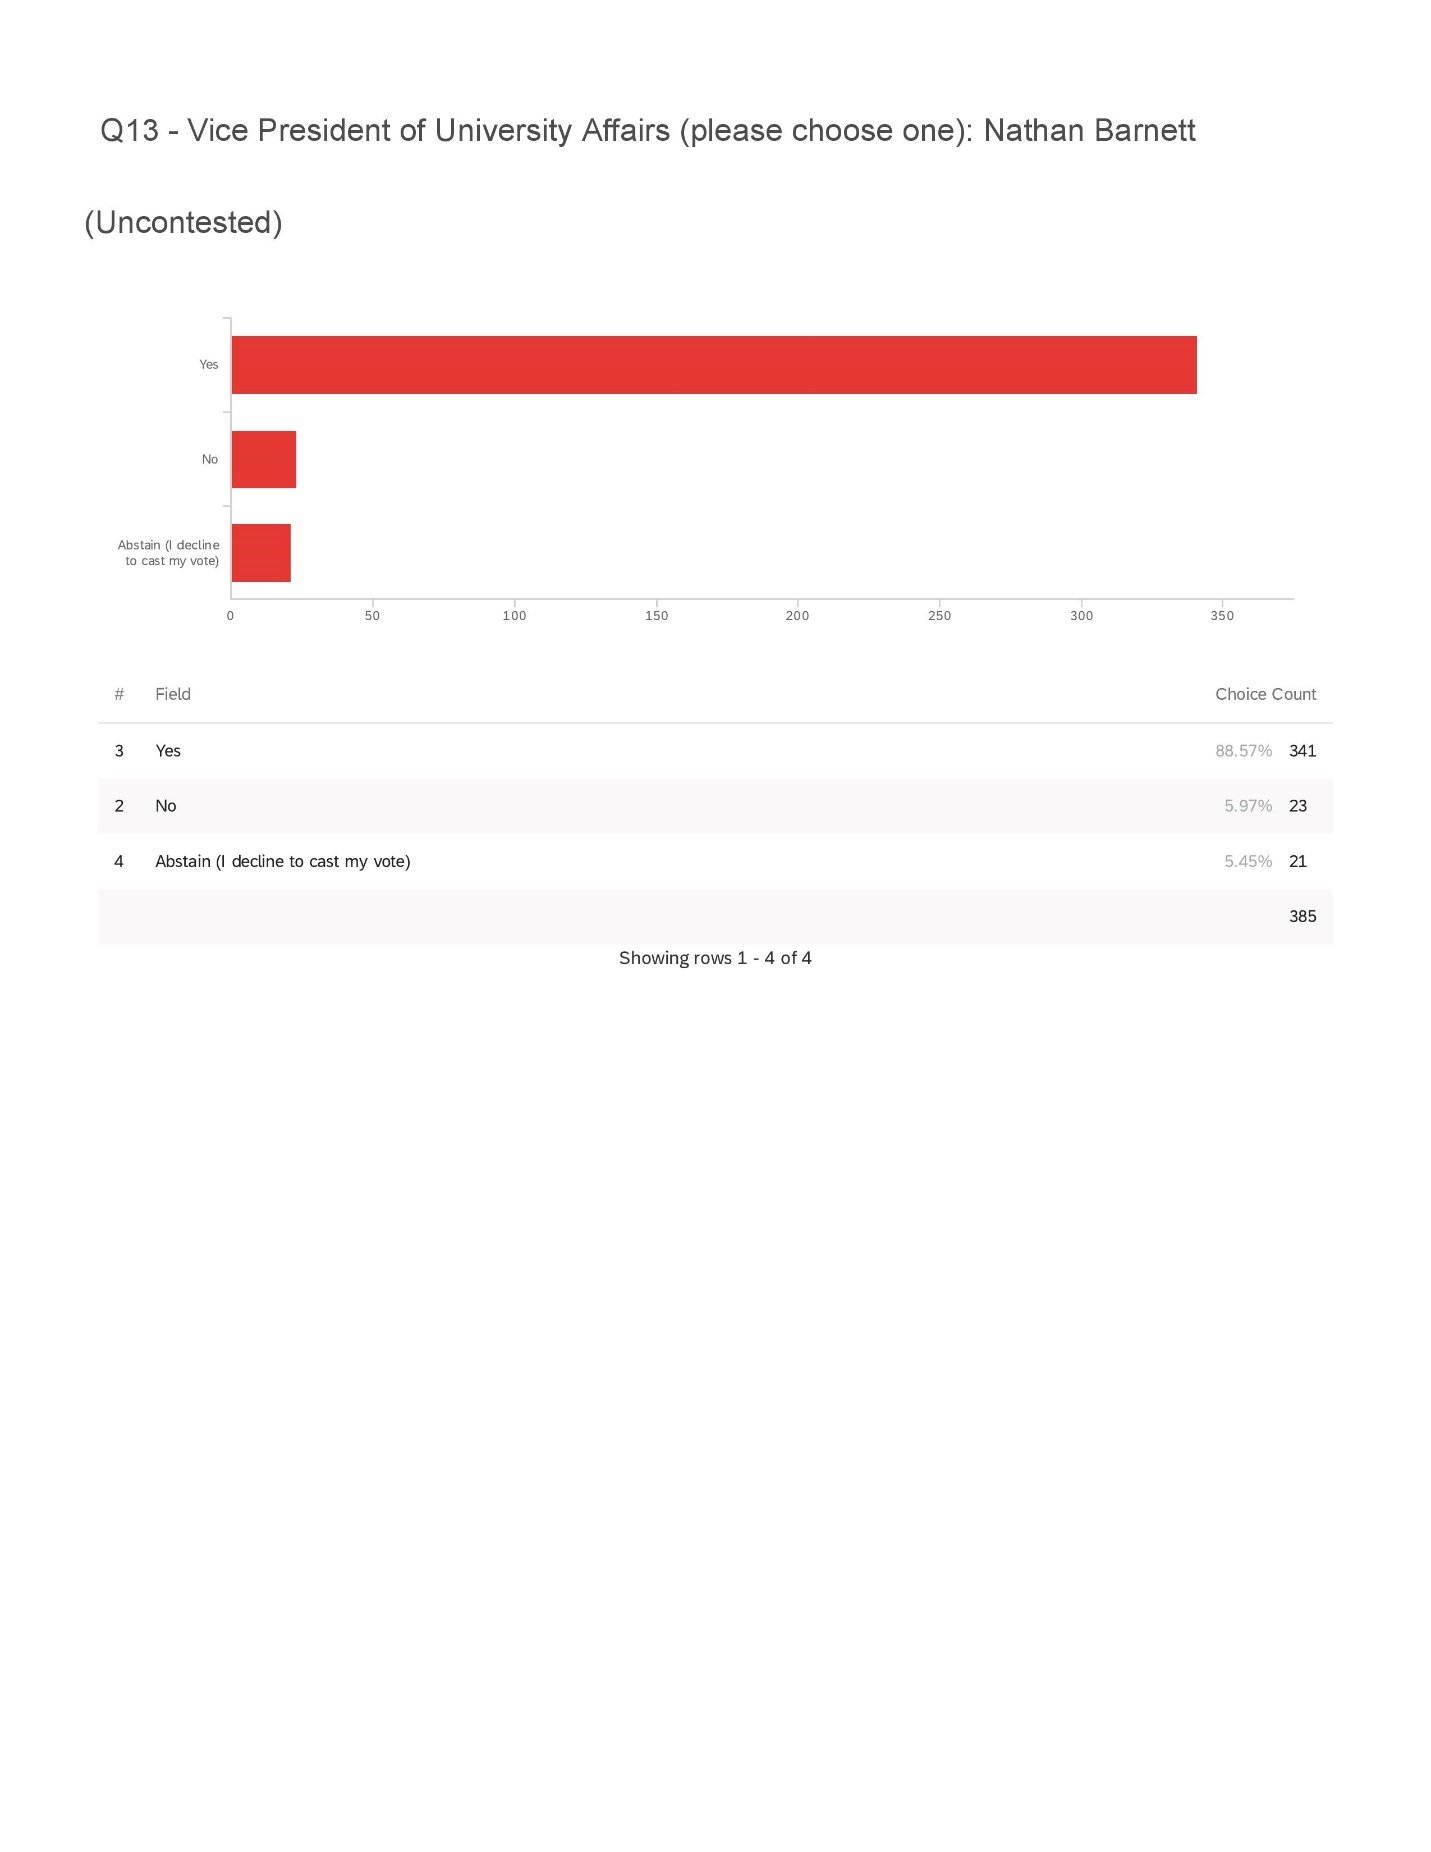 Q13 - Vice President of University Affairs (please choose one): Nathan Barnett
(Uncontested)
Yes
No
Abstain (I decline
to cast my vote)
0 50 100 150 200 250 300 350
# Field Choice Count
3 Yes 88.57% 341
2 No 5.97% 23
4 Abstain (I decline to cast my vote) 5.45% 21
385
Showing rows 1 - 4 of 4